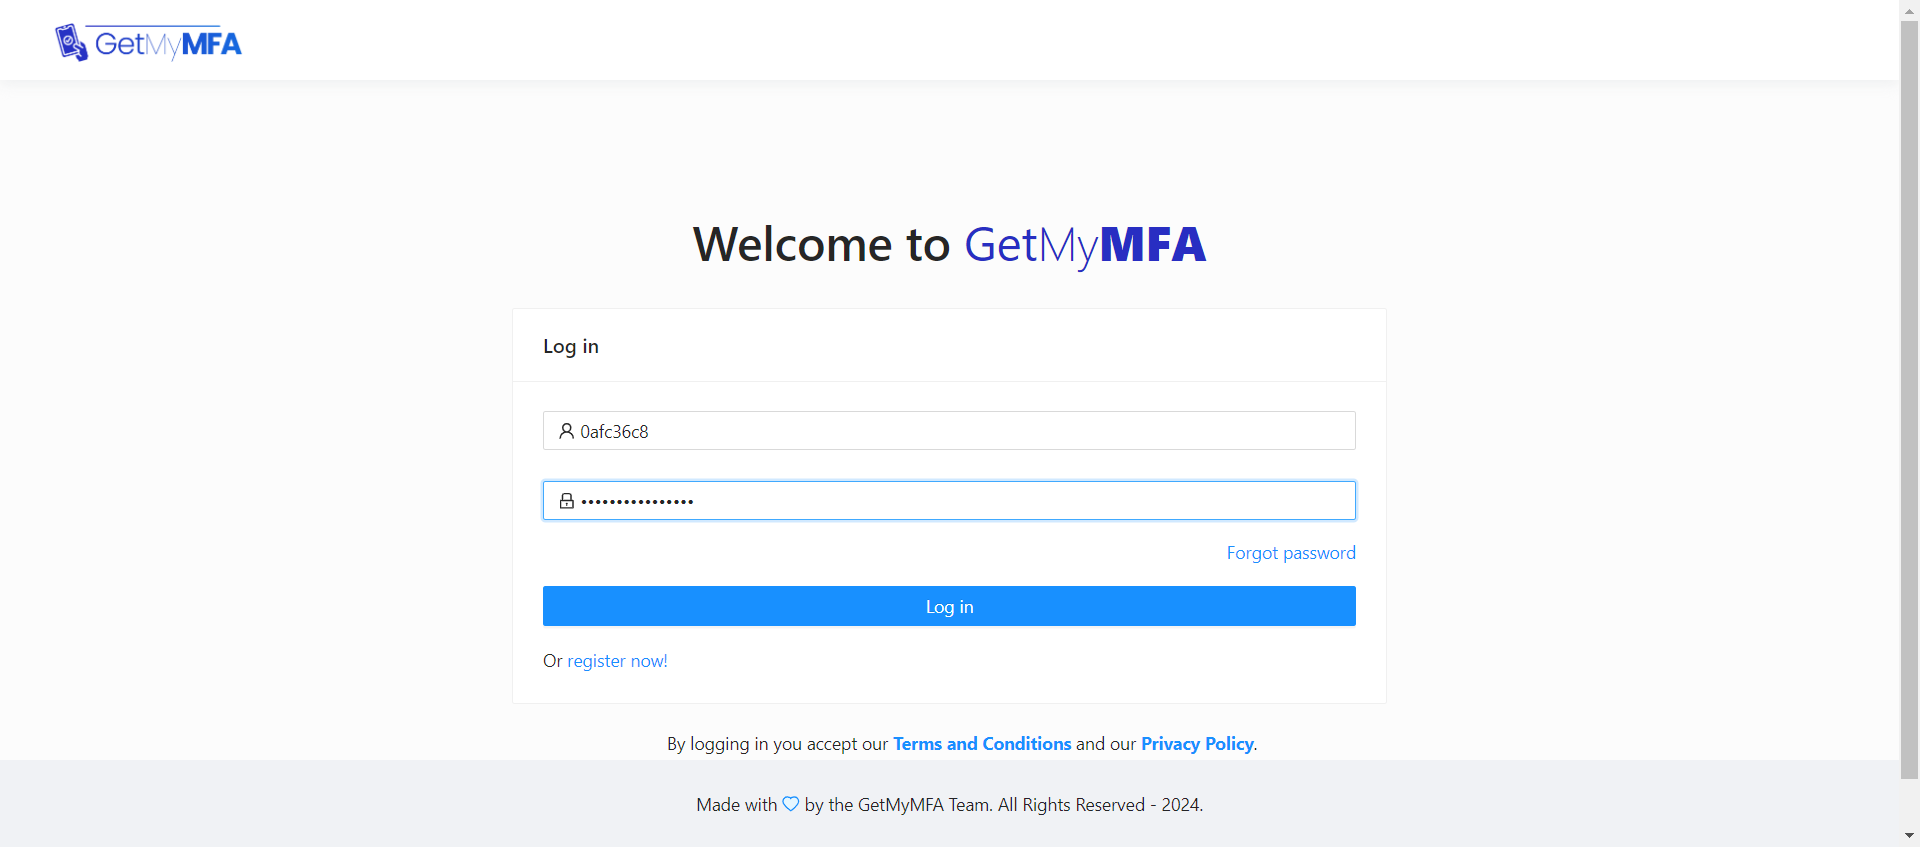 GetMyMFA
Welcome to GetMyMFA
Log in
0afc36c8
••••••••••••••••
Forgot password
Log in
Or register now!
By logging in you accept our Terms and Conditions and our Privacy Policy.
Made with ♡ by the GetMyMFA Team. All Rights Reserved - 2024.